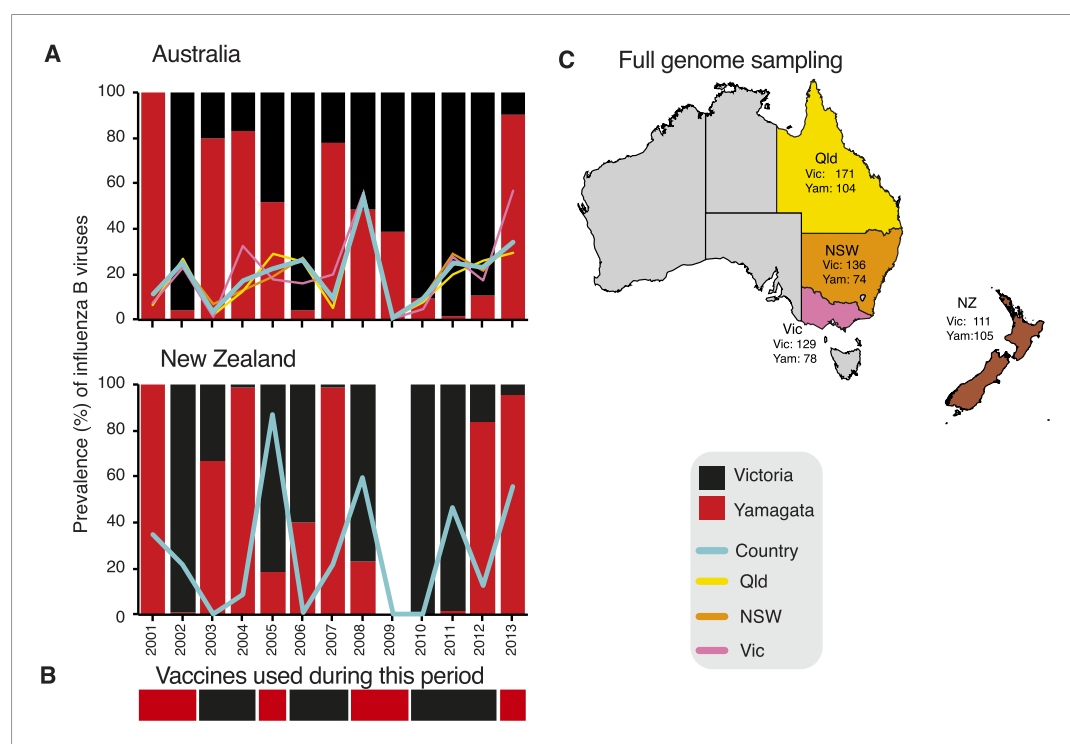 A
Australia
100
80
60
40
20
0
New Zealand
100
80
60
40
20
0
Prevalence (%) of influenza B viruses
2001
2002
2003
2004
2005
2006
2007
2008
2009
2010
2011
2012
2013
B
Vaccines used during this period
C
Full genome sampling
Qld
Vic: 171
Yam: 104
NSW
Vic: 136
Yam: 74
Vic
Vic: 129
Yam: 78
NZ
Vic: 111
Yam:105
Victoria
Yamagata
Country
Qld
NSW
Vic